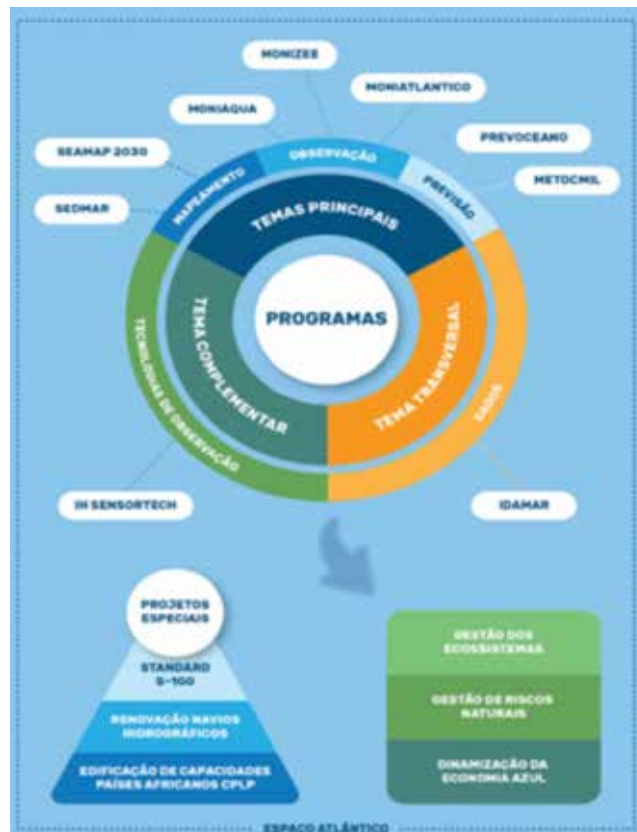 MONIZEE
MONIATLANTICO
MONIAQUA
PREVOCEANO
SEAMAP 2030
OBSERVAÇÃO
METOCMIL
MAPEAMENTO
PREVISÃO
SEDMAR
TEMAS PRINCIPAIS
PROGRAMAS
TEMA COMPLEMENTAR
TEMA TRANSVERSAL
TECNOLOGIAS DE OBSERVAÇÃO
DADOS
IH SENSORTECH
IDAMAR
PROJETOS
ESPECIAIS
STANDARD
S-100
RENOVAÇÃO NAVIOS
HIDROGRÁFICOS
EDIFICAÇÃO DE CAPACIDADES
PAÍSES AFRICANOS CPLP
GESTÃO DOS
ECOSSISTEMAS
GESTÃO DE RISCOS
NATURAIS
DINAMIZAÇÃO DA
ECONOMIA AZUL
ESPAÇO ATLÂNTICO